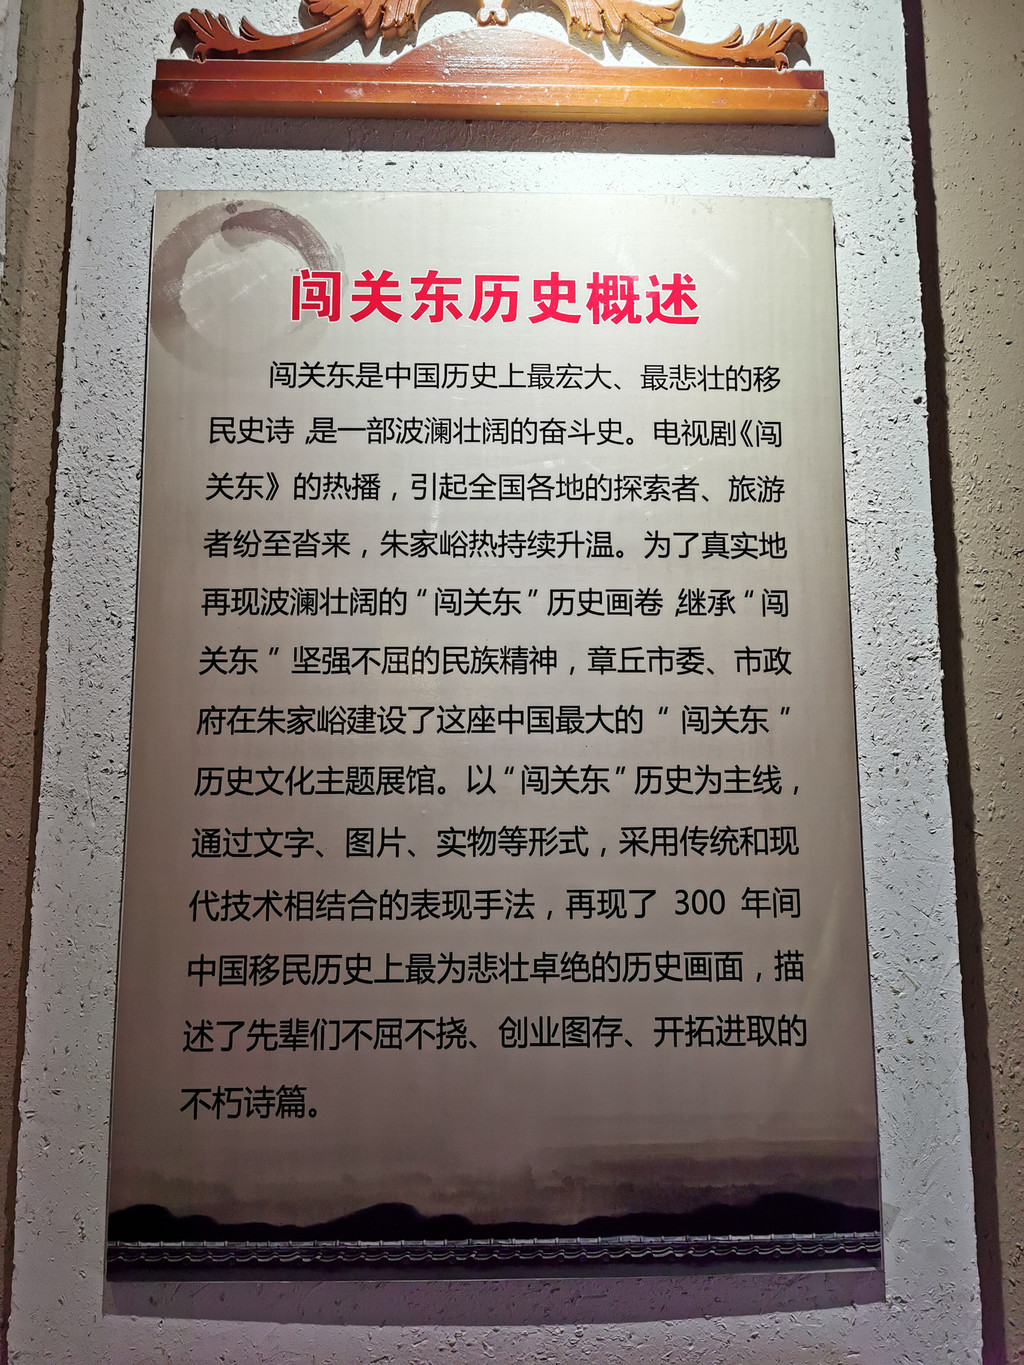 闯关东历史概述
闯关东是中国历史上最宏大、最悲壮的移
民史诗,是一部波澜壮阔的奋斗史。电视剧《闯
关东》的热播，引起全国各地的探索者、旅游
者纷至沓来，朱家峪热持续升温。为了真实地
再现波澜壮阔的“闯关东”历史画卷,继承“闯
关东”坚强不屈的民族精神，章丘市委、市政
府在朱家峪建设了这座中国最大的“闯关东”
历史文化主题展馆。以“闯关东”历史为主线，
通过文字、图片、实物等形式，采用传统和现
代技术相结合的表现手法，再现了 300 年间
中国移民历史上最为悲壮卓绝的历史画面，描
述了先辈们不屈不挠、创业图存、开拓进取的
不朽诗篇。